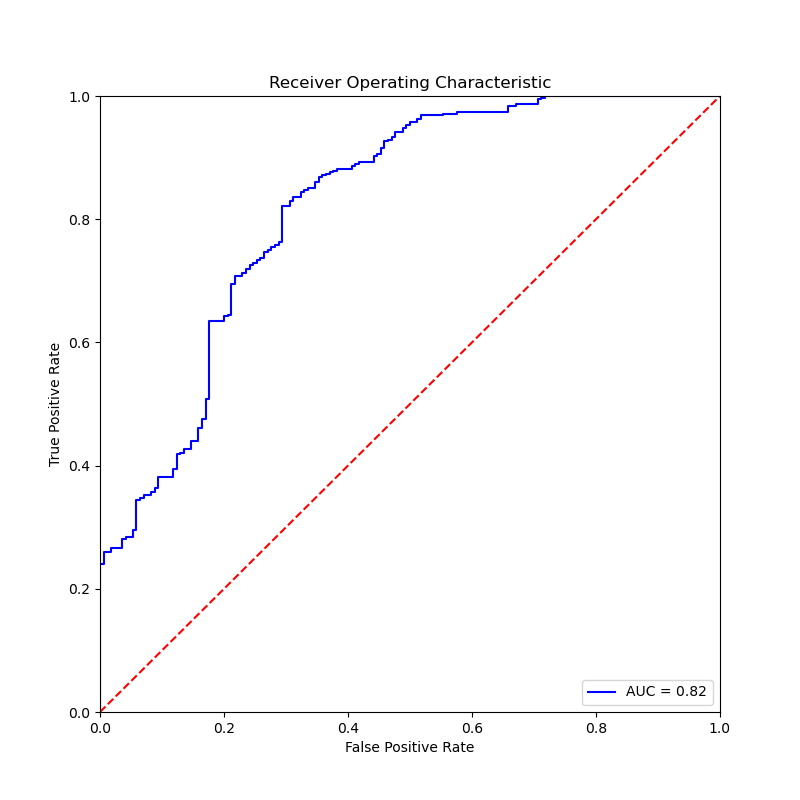 Receiver Operating Characteristic
1.0
0.8
0.6
0.4
0.2
0.0
True Positive Rate
AUC = 0.82
0.0 0.2 0.4 0.6 0.8 1.0
False Positive Rate